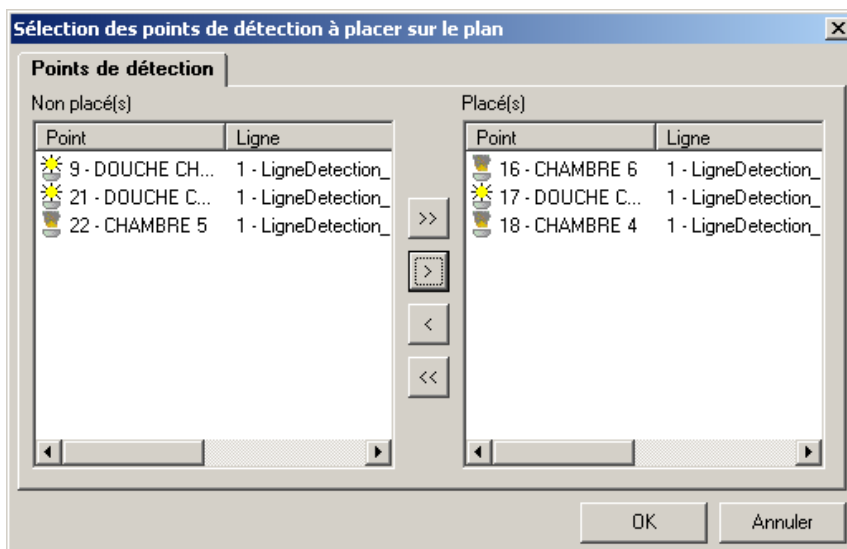 Sélection des points de détection à placer sur le plan
Points de détection
Non placé(s)
Point Ligne
9 - DOUCHE CH... 1 - LigneDetection_
21 - DOUCHE C... 1 - LigneDetection_
22 - CHAMBRE 5 1 - LigneDetection_
>>
>
<
<<
Placé(s)
Point Ligne
16 - CHAMBRE 6 1 - LigneDetection_
17 - DOUCHE C... 1 - LigneDetection_
18 - CHAMBRE 4 1 - LigneDetection_
OK Annuler